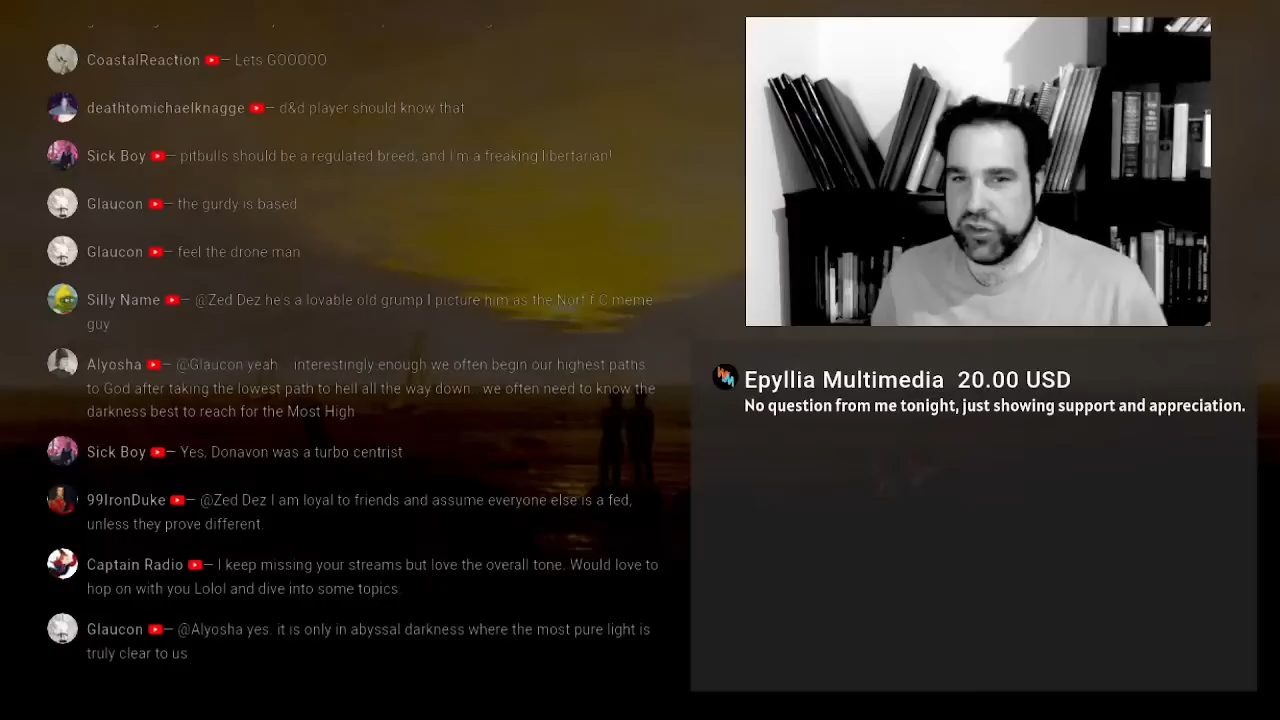 CoastalReaction — Lets GOOOOO
deathtomichaelknagge — d&d player should know that
Sick Boy — pitbulls should be a regulated breed, and I'm a freaking libertarian!
Glaucon — the gurdy is based
Glaucon — feel the drone man
Silly Name — @Zed Dez he's a lovable old grump I picture him as the Norf f C meme
guy
Alyosha — @Glaucon yeah interestingly enough we often begin our highest paths
to God after taking the lowest path to hell all the way down we often need to know the
darkness best to reach for the Most High
Sick Boy — Yes, Donavon was a turbo centrist
99IronDuke — @Zed Dez I am loyal to friends and assume everyone else is a fed,
unless they prove different.
Captain Radio — I keep missing your streams but love the overall tone. Would love to
hop on with you Lolol and dive into some topics.
Glaucon — @Alyosha yes. it is only in abyssal darkness where the most pure light is
truly clear to us
Epyllia Multimedia 20.00 USD
No question from me tonight, just showing support and appreciation.